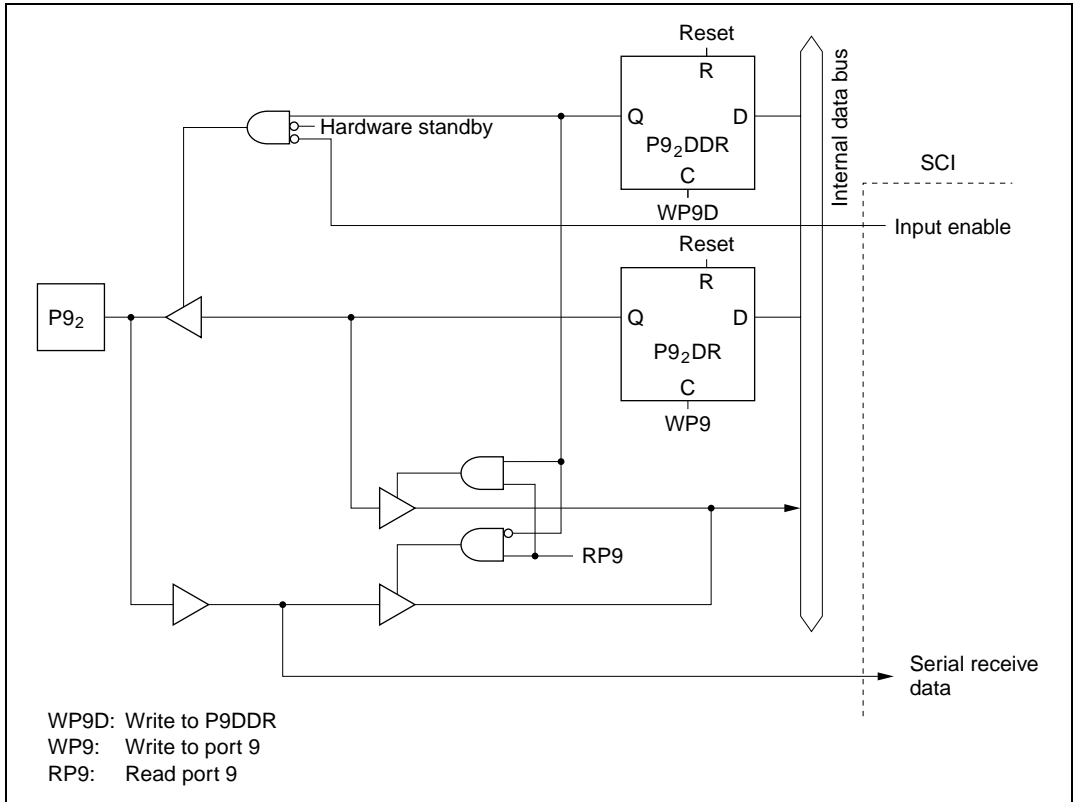 Reset
R
Q
D
Hardware standby
P9₂DDR
C
WP9D
Internal data bus
SCI
Input enable
Reset
R
P9₂
Q
D
P9₂DR
C
WP9
RP9
Serial receive
data
WP9D: Write to P9DDR
WP9: Write to port 9
RP9: Read port 9